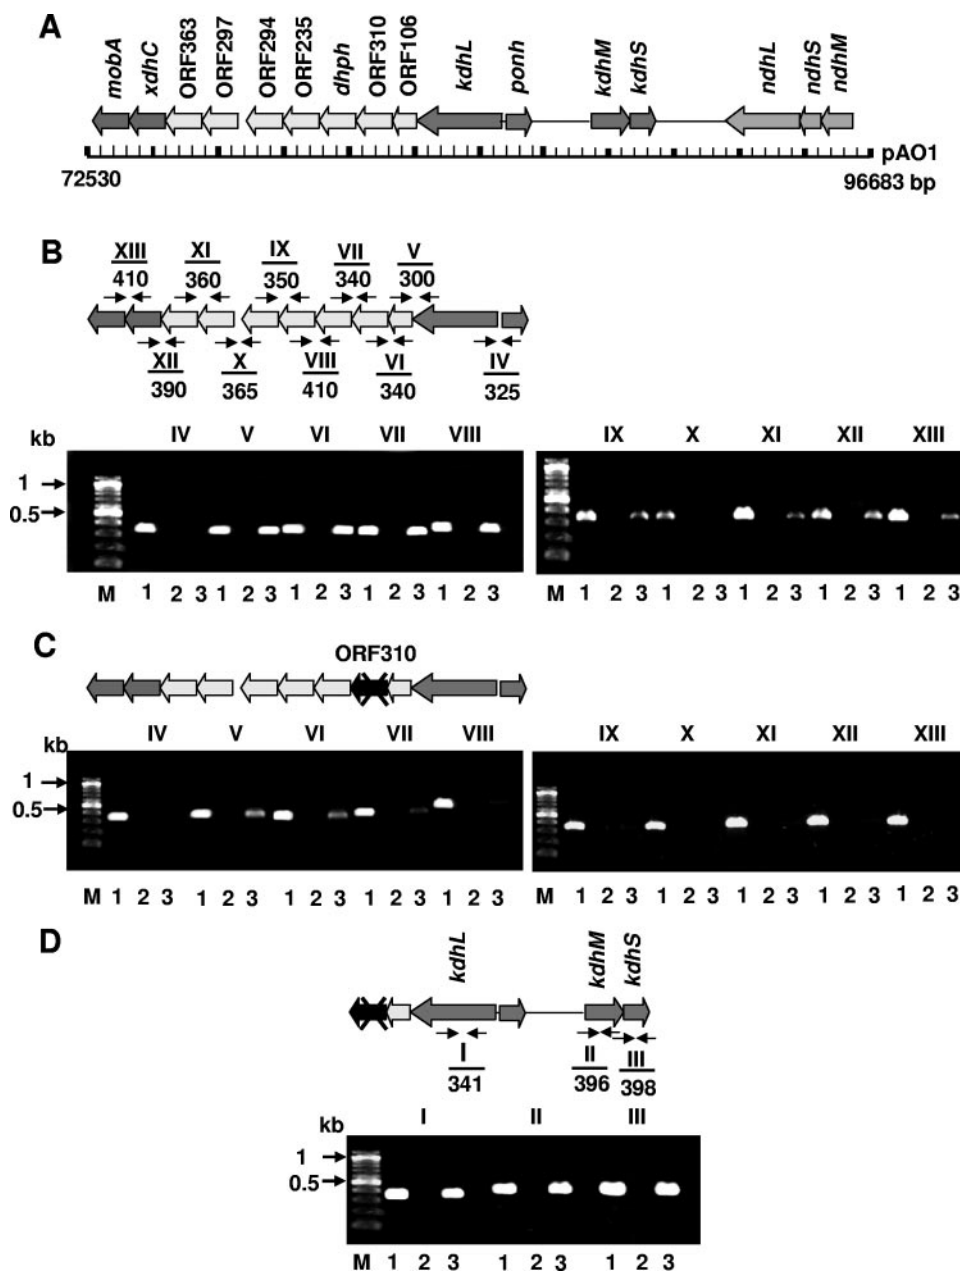 A
mobA xdhC ORF363 ORF297 ORF294 ORF235 dhph ORF310 ORF106 kdhL ponh kdhM kdhS ndhL ndhS ndhM
pAO1
72530 96683 bp
B
XIII XI IX VII V
410 360 350 340 300
XII X VIII VI IV
390 365 410 340 325
kb IV V VI VII VIII IX X XI XII XIII
1
0.5
M 1 2 3 1 2 3 1 2 3 1 2 3 1 2 3 M 1 2 3 1 2 3 1 2 3 1 2 3 1 2 3
C
ORF310
kb IV V VI VII VIII IX X XI XII XIII
1
0.5
M 1 2 3 1 2 3 1 2 3 1 2 3 1 2 3 M 1 2 3 1 2 3 1 2 3 1 2 3 1 2 3
D
kdhL kdhM kdhS
I II III
341 396 398
kb I II III
1
0.5
M 1 2 3 1 2 3 1 2 3